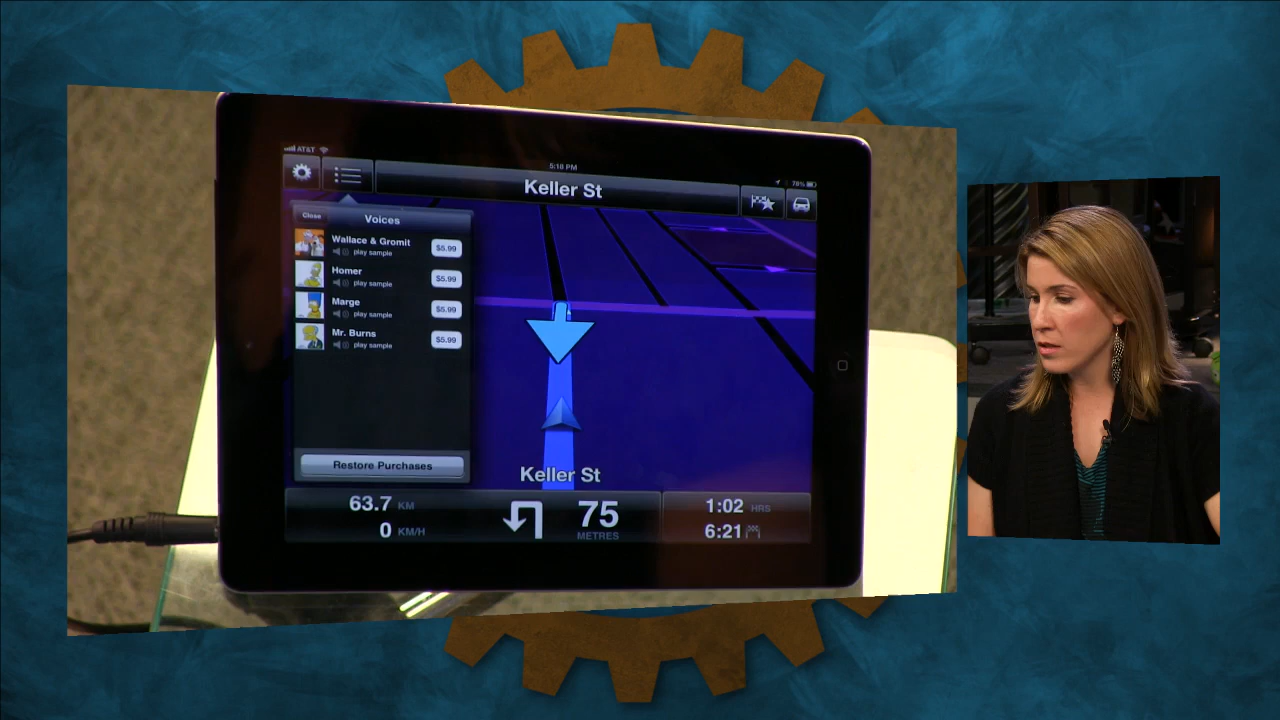 AT&T
5:18 PM
78%
Keller St
Close
Voices
Wallace & Gromit
play sample
$5.99
Homer
play sample
$5.99
Marge
play sample
$5.99
Mr. Burns
play sample
$5.99
Restore Purchases
Keller St
63.7 KM
0 KM/H
75
METRES
1:02 HRS
6:21